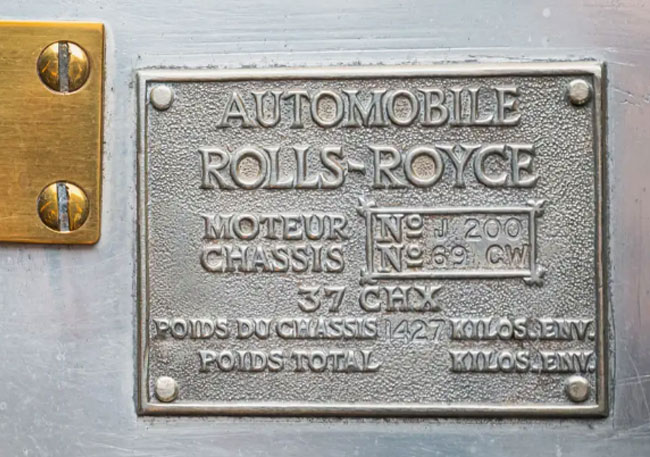 AUTOMOBILE
ROLLS-ROYCE
MOTEUR Nº J 200
CHASSIS Nº 69 CW
37 CHX
POIDS DU CHASSIS 1427 KILOS. ENV.
POIDS TOTAL KILOS. ENV.